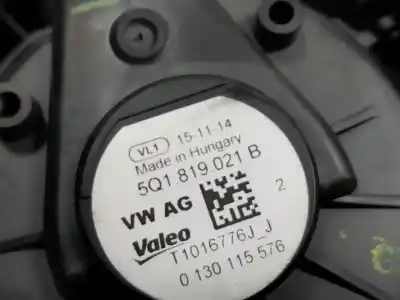 VL1 15-11-14
Made in Hungary
5Q1 819 021 B
VW AG 2
Valeo
T1016776J_J
0 130 115 576